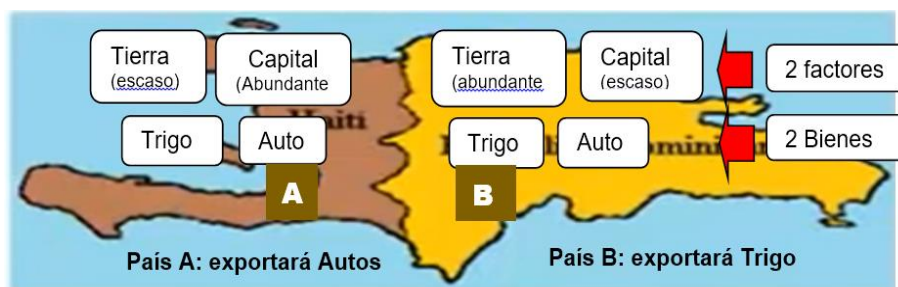 Tierra
(escaso)
Capital
(Abundante
Tierra
(abundante
Capital
(escaso)
2 factores
Trigo
Auto
Trigo
Auto
2 Bienes
A
B
País A: exportará Autos
País B: exportará Trigo